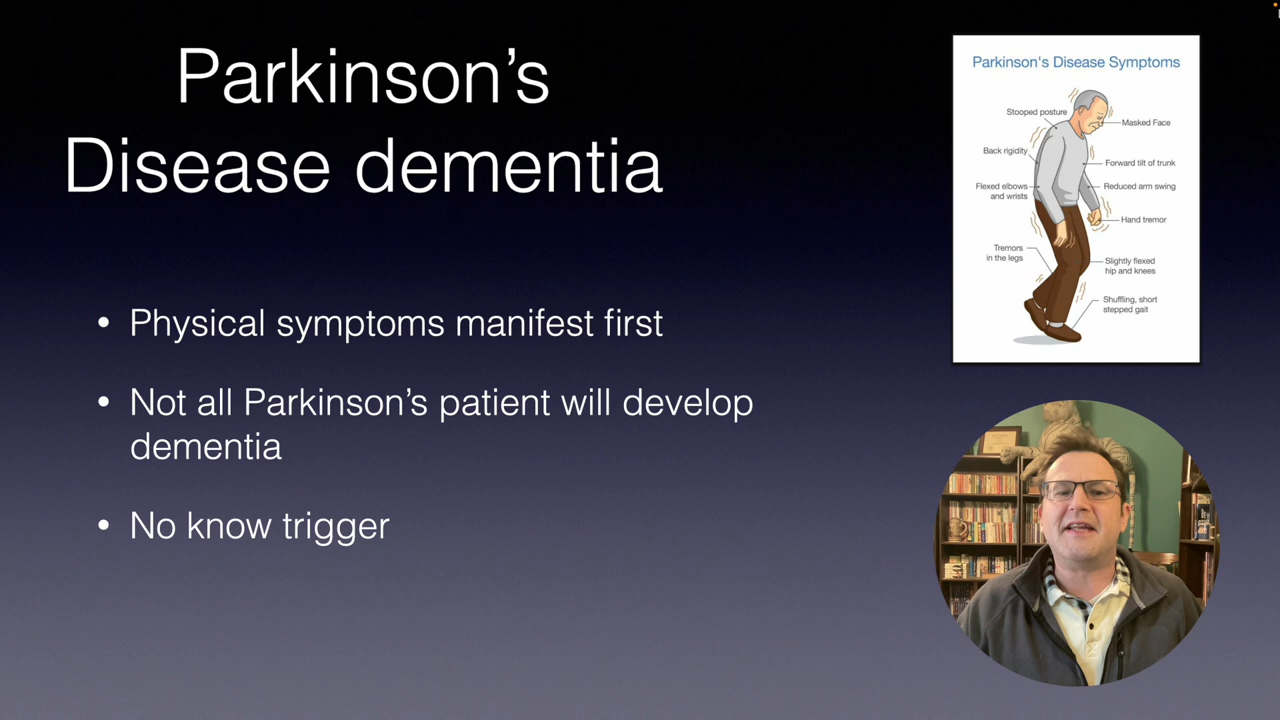 Parkinson's
Disease dementia
• Physical symptoms manifest first
• Not all Parkinson's patient will develop
dementia
• No know trigger
Parkinson's Disease Symptoms
Stooped posture
Masked Face
Back rigidity
Forward tilt of trunk
Flexed elbows
and wrists
Reduced arm swing
Hand tremor
Tremors
in the legs
Slightly flexed
hip and knees
Shuffling, short
stepped gait